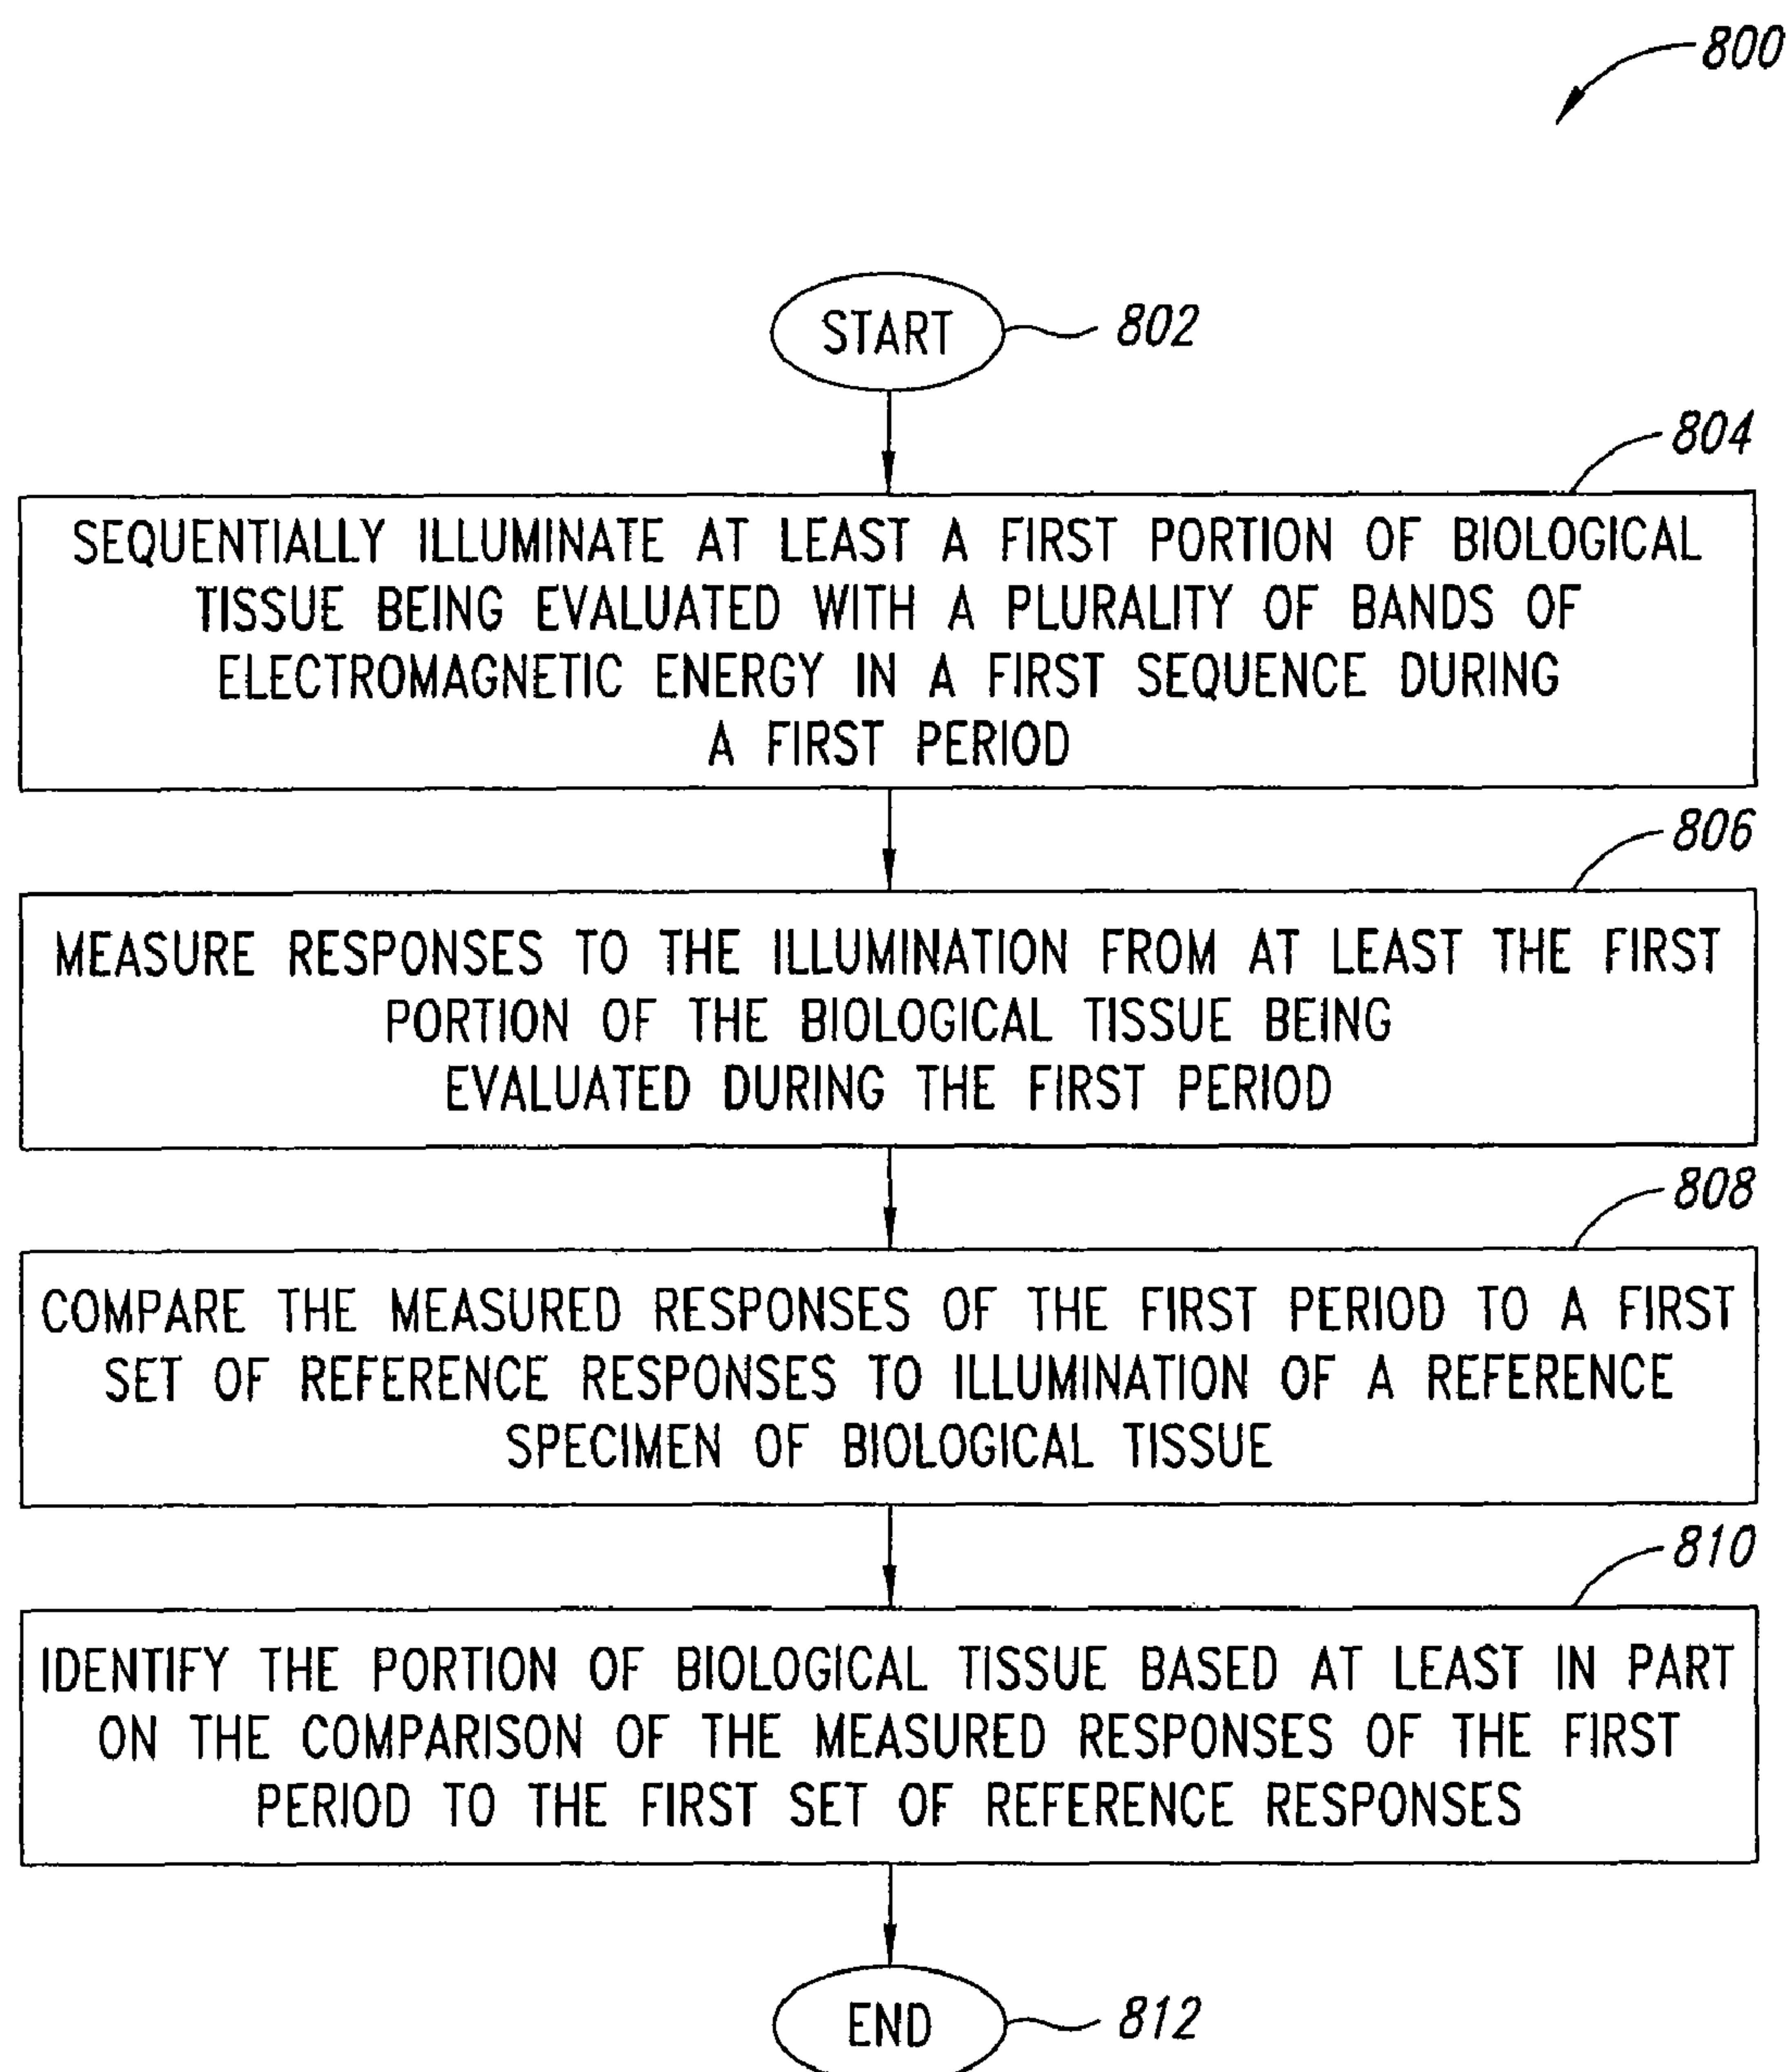 800
START
802
804
SEQUENTIALLY ILLUMINATE AT LEAST A FIRST PORTION OF BIOLOGICAL
TISSUE BEING EVALUATED WITH A PLURALITY OF BANDS OF
ELECTROMAGNETIC ENERGY IN A FIRST SEQUENCE DURING
A FIRST PERIOD
806
MEASURE RESPONSES TO THE ILLUMINATION FROM AT LEAST THE FIRST
PORTION OF THE BIOLOGICAL TISSUE BEING
EVALUATED DURING THE FIRST PERIOD
808
COMPARE THE MEASURED RESPONSES OF THE FIRST PERIOD TO A FIRST
SET OF REFERENCE RESPONSES TO ILLUMINATION OF A REFERENCE
SPECIMEN OF BIOLOGICAL TISSUE
810
IDENTIFY THE PORTION OF BIOLOGICAL TISSUE BASED AT LEAST IN PART
ON THE COMPARISON OF THE MEASURED RESPONSES OF THE FIRST
PERIOD TO THE FIRST SET OF REFERENCE RESPONSES
END
812